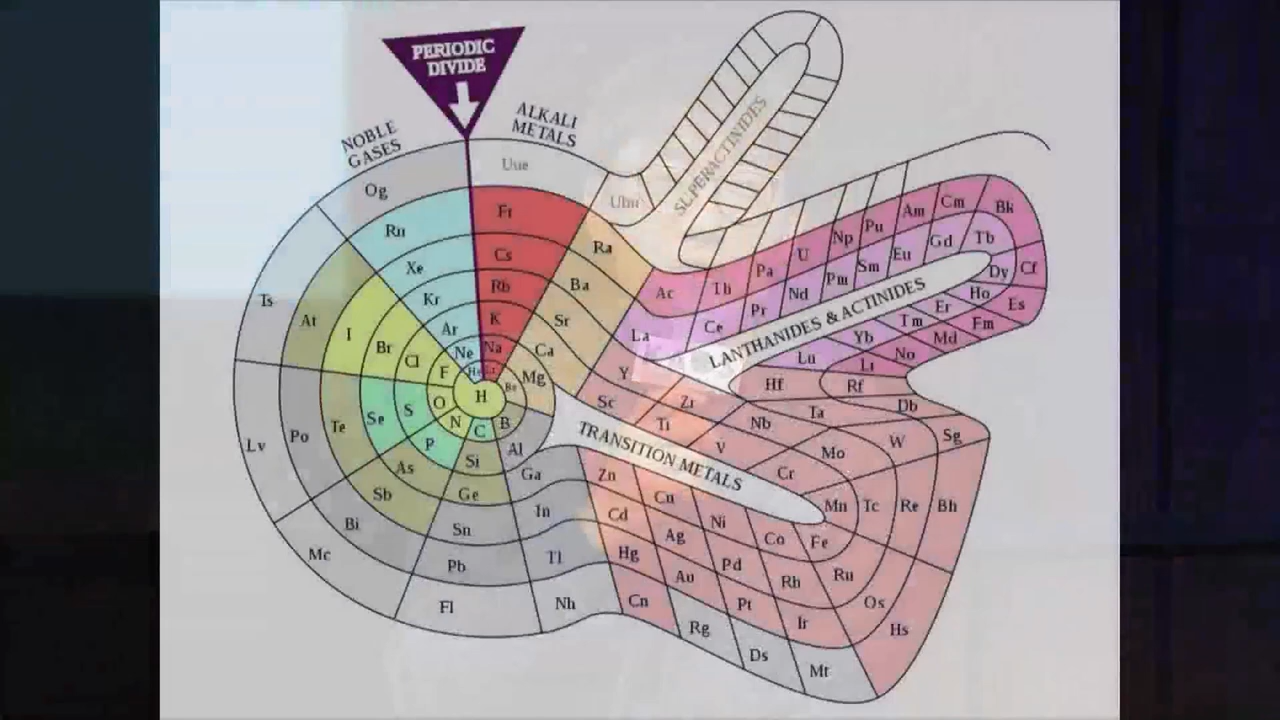 PERIODIC
DIVIDE
NOBLE
GASES
ALKALI
METALS
SUPERACTINIDES
LANTHANIDES & ACTINIDES
TRANSITION METALS
Og
Uue
Ubn
Rn
Fr
Ra
Xe
Cs
Ba
Kr
Rb
Sr
Ar
K
Ca
Ne
Na
Mg
He
Li
Be
H
Ts
At
I
Br
Cl
F
Lv
Po
Te
Se
S
O
Mc
Bi
Sb
As
P
N
Fl
Pb
Sn
Ge
Si
C
Nh
Tl
In
Ga
Al
B
Ac
Th
Pa
U
Np
Pu
Am
Cm
Bk
Cf
Es
Fm
Md
No
Lr
La
Ce
Pr
Nd
Pm
Sm
Eu
Gd
Tb
Dy
Ho
Er
Tm
Yb
Lu
Y
Sc
Zr
Ti
Hf
Rf
Nb
V
Ta
Db
Mo
Cr
W
Sg
Mn
Tc
Re
Bh
Fe
Ru
Os
Hs
Co
Rh
Ir
Mt
Ni
Pd
Pt
Ds
Cu
Ag
Au
Rg
Zn
Cd
Hg
Cn